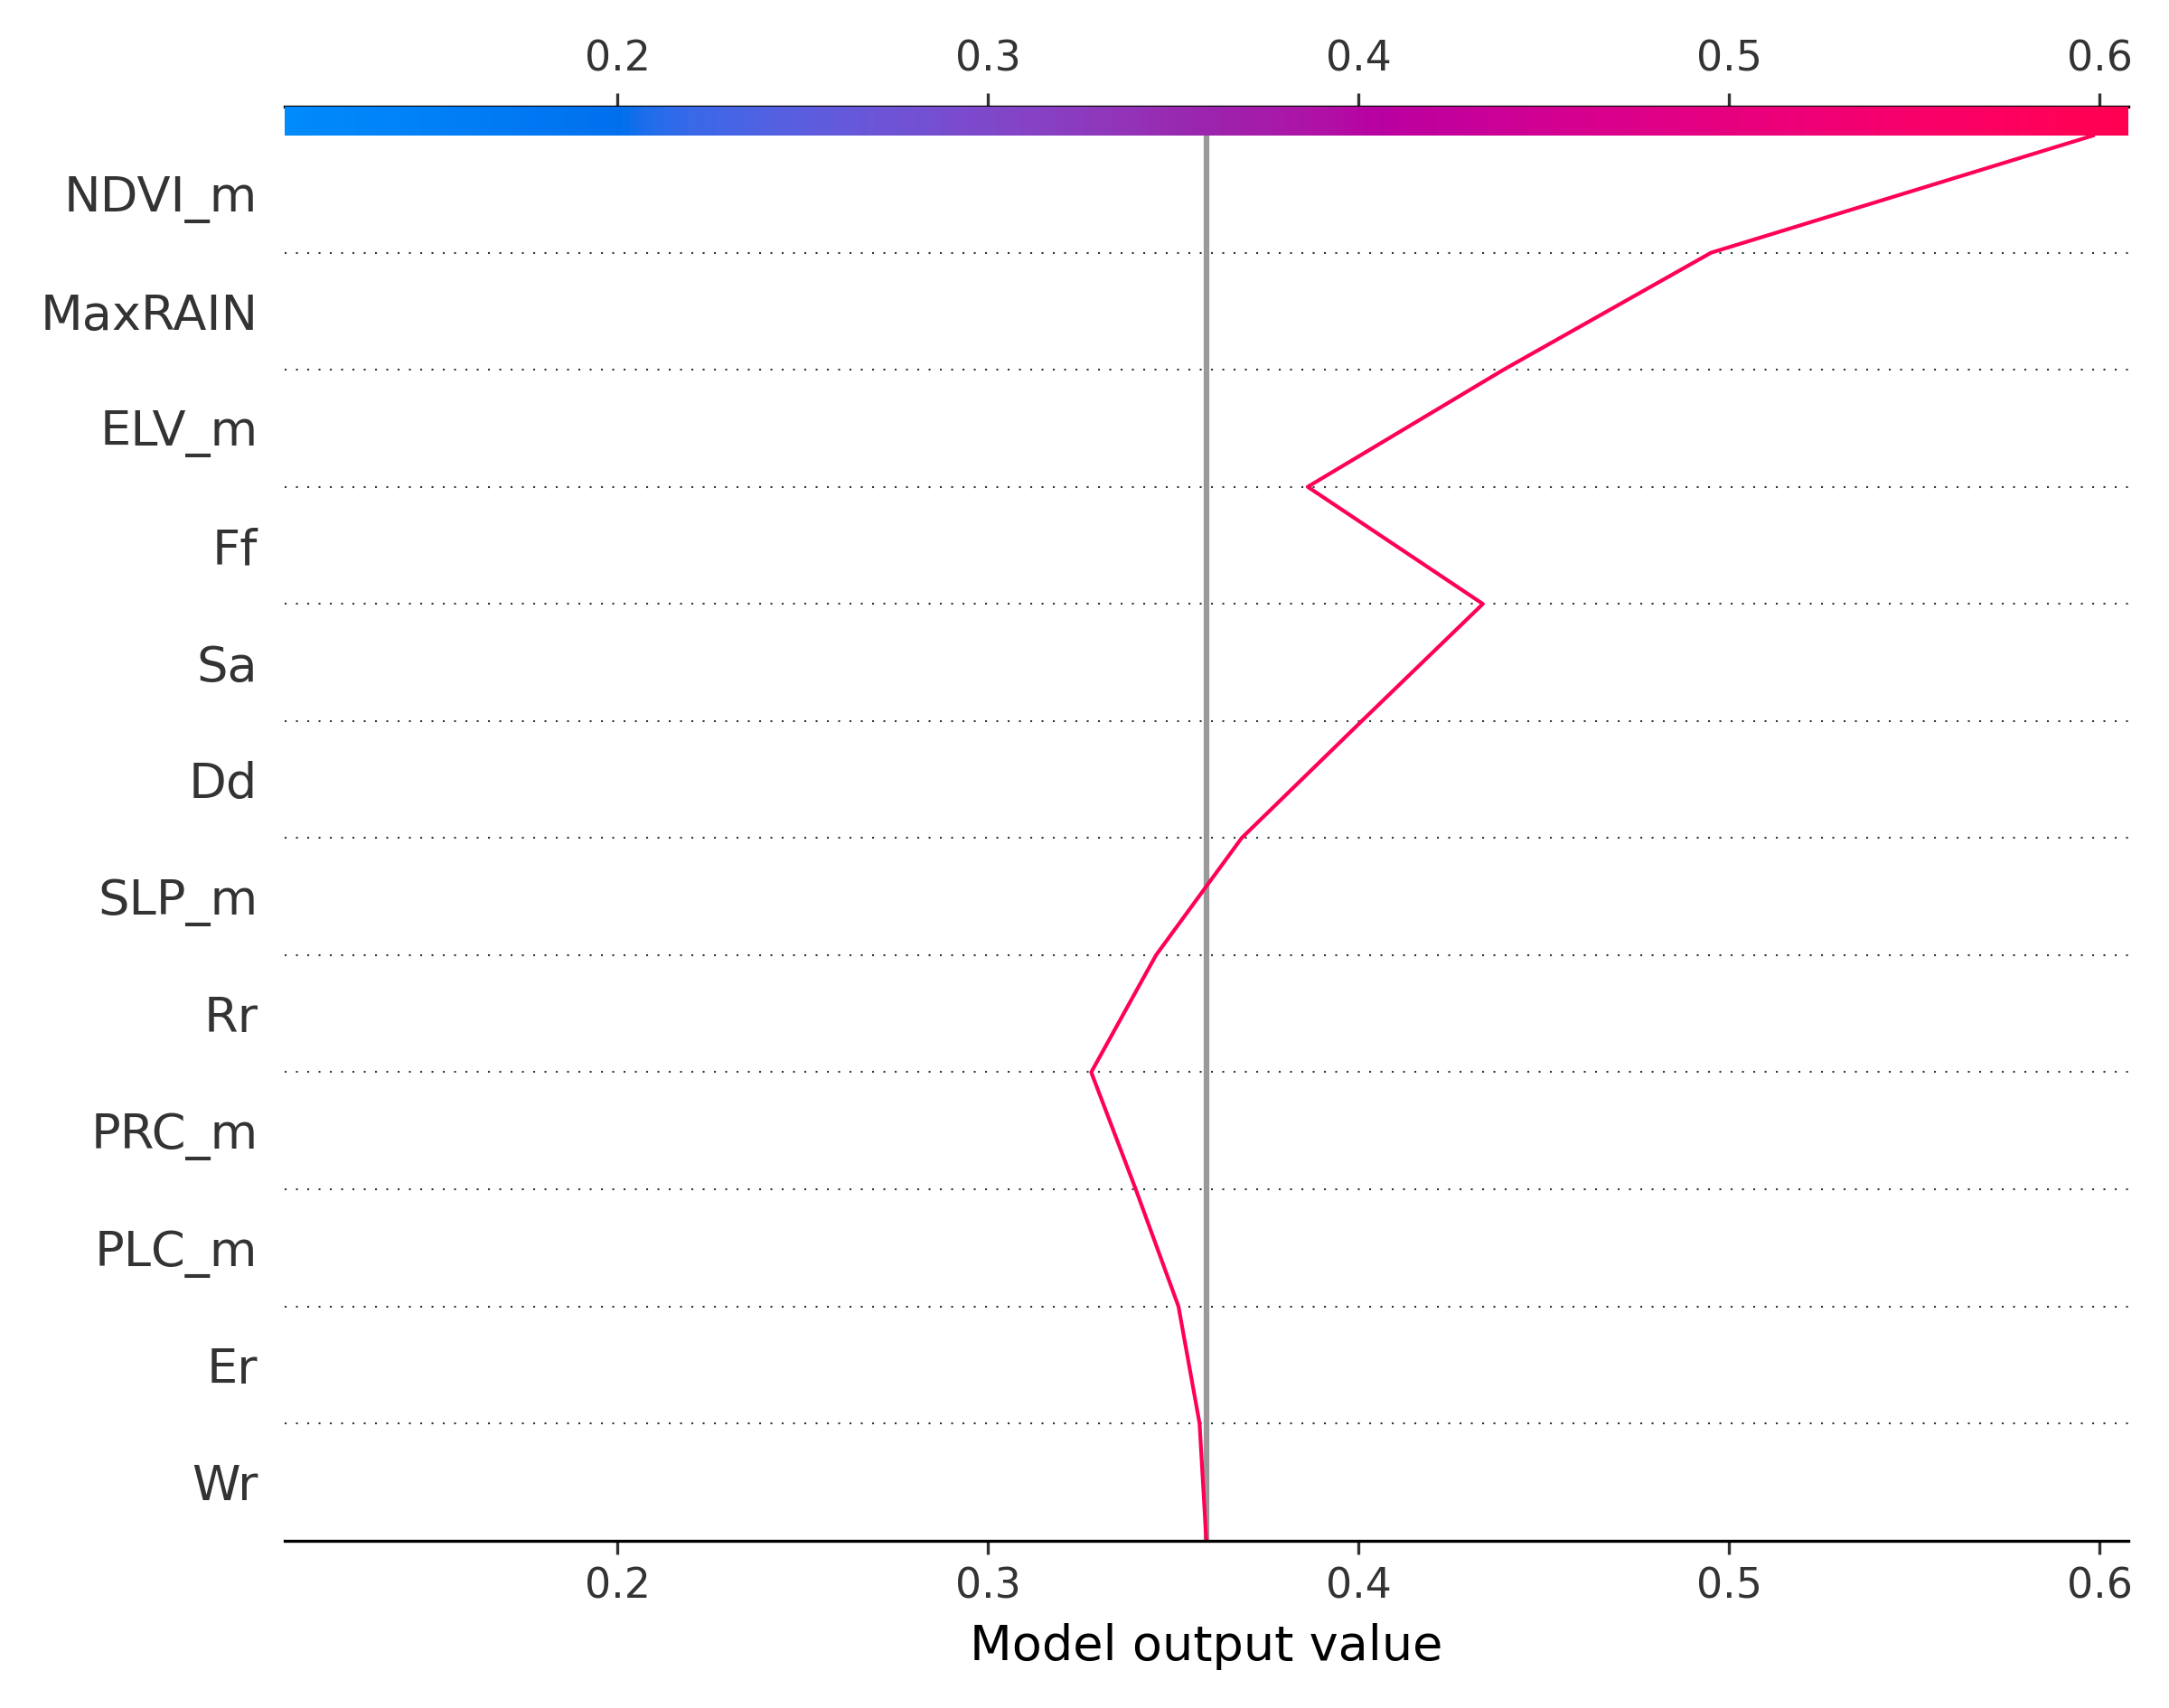 0.2 0.3 0.4 0.5 0.6
NDVI_m
MaxRAIN
ELV_m
Ff
Sa
Dd
SLP_m
Rr
PRC_m
PLC_m
Er
Wr
0.2 0.3 0.4 0.5 0.6
Model output value